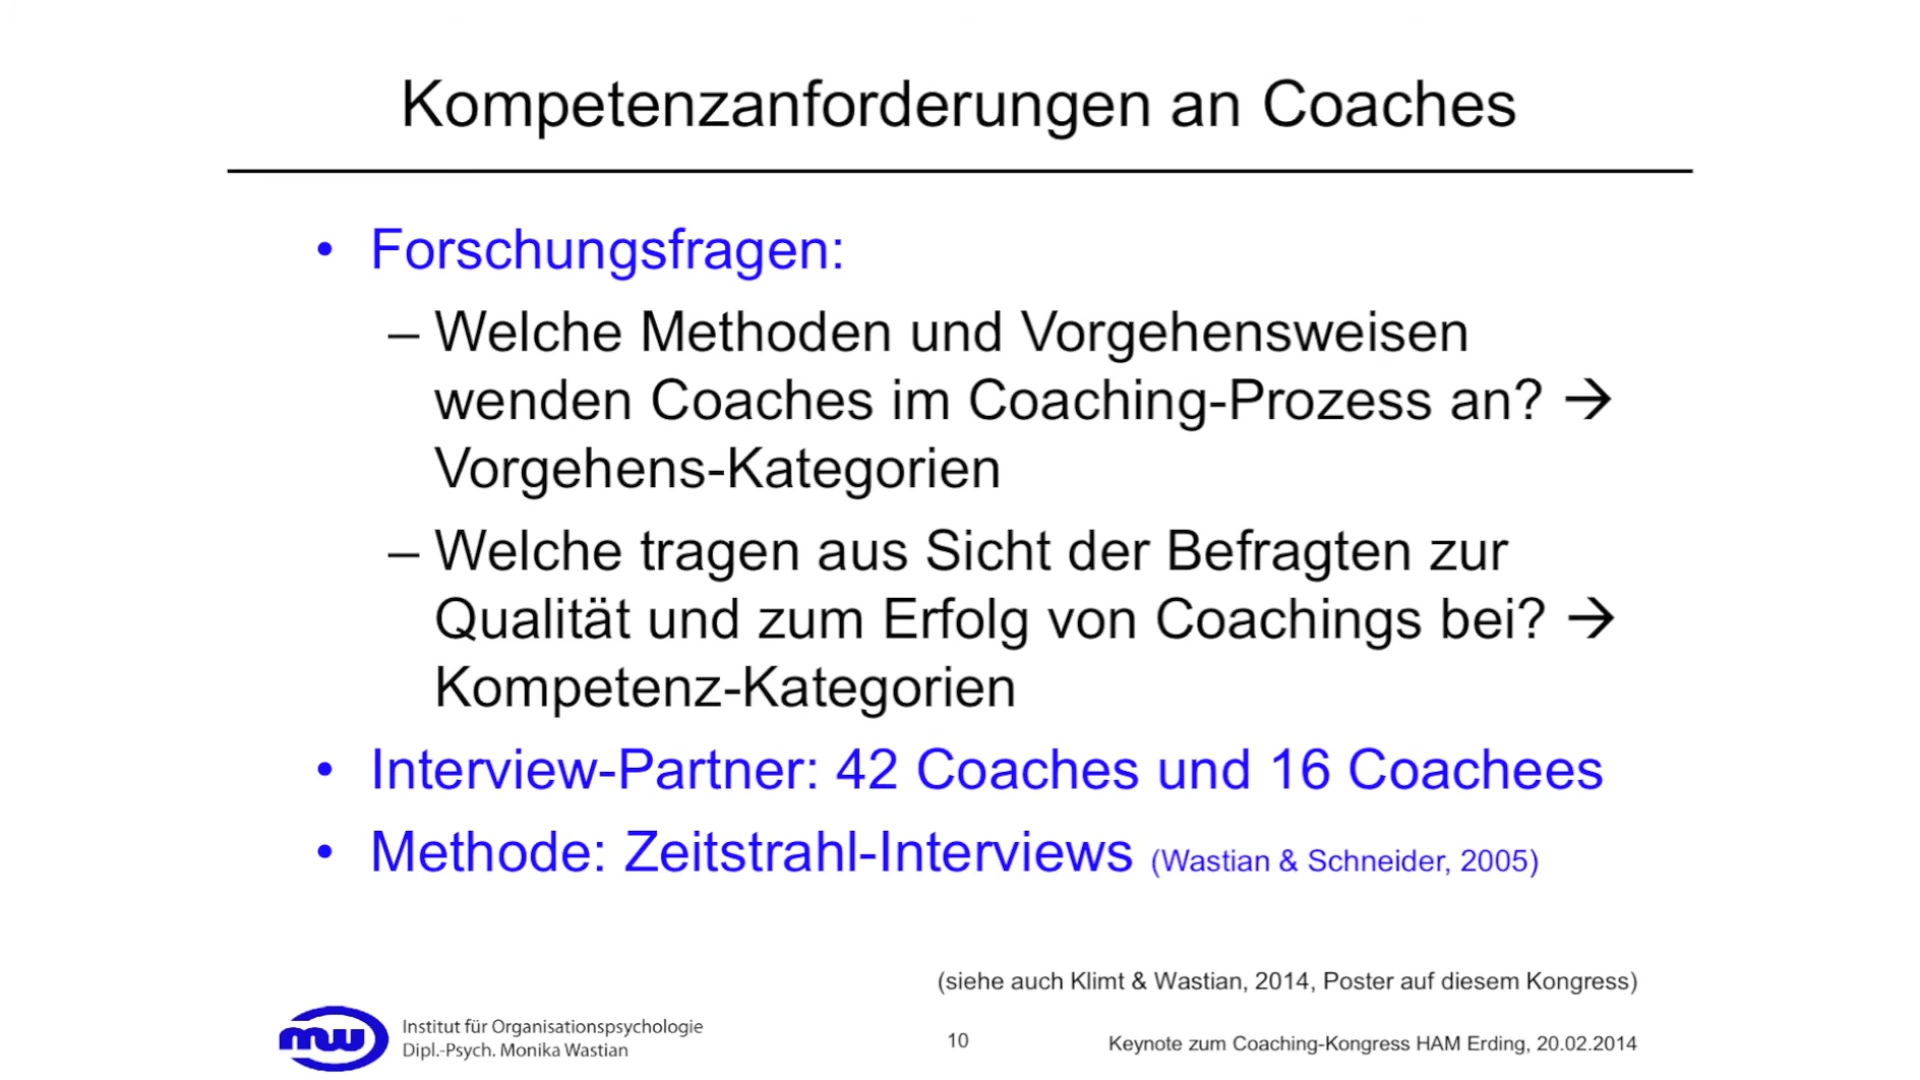 Kompetenzanforderungen an Coaches
• Forschungsfragen:
– Welche Methoden und Vorgehensweisen
wenden Coaches im Coaching-Prozess an? →
Vorgehens-Kategorien
– Welche tragen aus Sicht der Befragten zur
Qualität und zum Erfolg von Coachings bei? →
Kompetenz-Kategorien
• Interview-Partner: 42 Coaches und 16 Coachees
• Methode: Zeitstrahl-Interviews (Wastian & Schneider, 2005)
(siehe auch Klimt & Wastian, 2014, Poster auf diesem Kongress)
mw
Institut für Organisationspsychologie
Dipl.-Psych. Monika Wastian
10
Keynote zum Coaching-Kongress HAM Erding, 20.02.2014